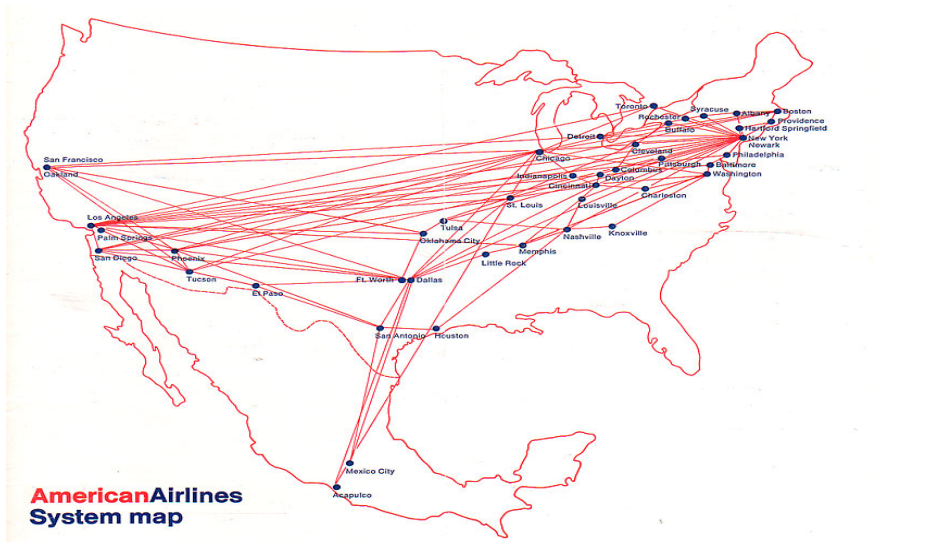 Toronto
Syracuse
Rochester
Albany
Boston
Providence
Buffalo
Hartford Springfield
Detroit
New York
Newark
Cleveland
Chicago
Philadelphia
Pittsburgh
Baltimore
San Francisco
Oakland
Columbus
Indianapolis
Dayton
Washington
Cincinnati
Charleston
St. Louis
Louisville
Los Angeles
Palm Springs
Tulsa
Oklahoma City
Nashville
Knoxville
Memphis
San Diego
Phoenix
Little Rock
Tucson
Ft. Worth
Dallas
El Paso
San Antonio
Houston
Mexico City
Acapulco
AmericanAirlines
System map